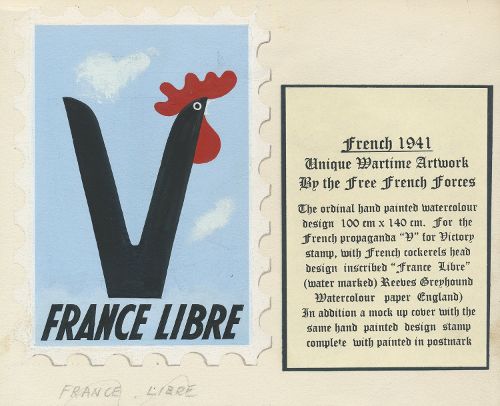 V
FRANCE LIBRE
FRANCE LIBRE
French 1941
Unique Wartime Artwork
By the Free French Forces
The ordinal hand painted watercolour
design 100 cm x 140 cm. For the
French propaganda "V" for Victory
stamp, with French cockerels head
design inscribed "France Libre"
(water marked) Reeves Greyhound
Watercolour paper England)
In addition a mock up cover with the
same hand painted design stamp
complete with painted in postmark